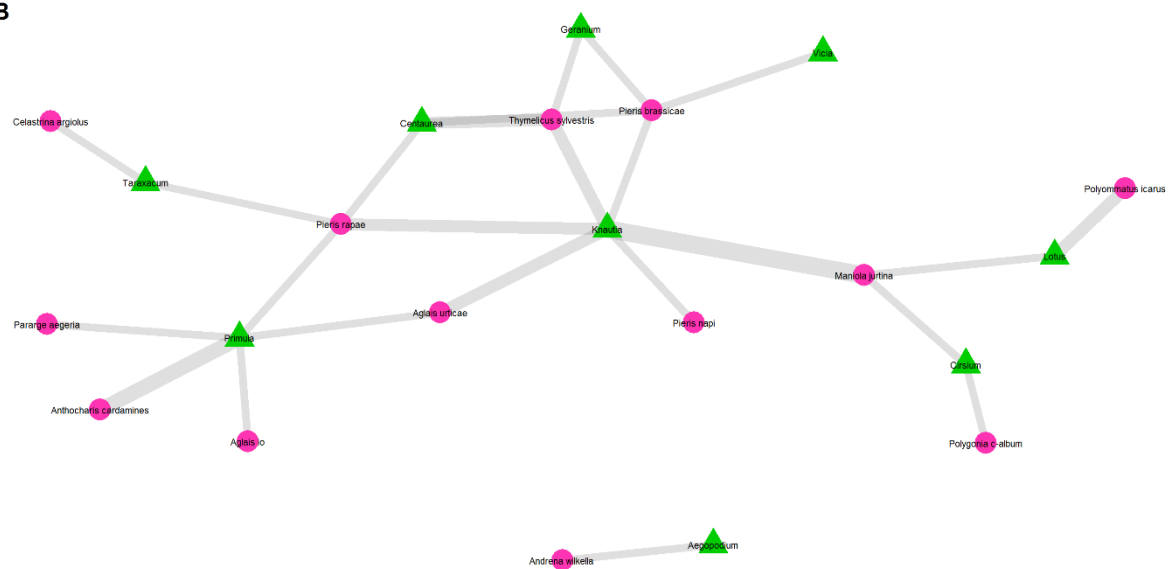 B
Geranium
Vicia
Pieris brassicae
Celastrina argiolus
Centaurea
Thymelicus sylvestris
Taraxacum
Polyommatus icarus
Pieris rapae
Knautia
Lotus
Maniola jurtina
Aglais urticae
Pararge aegeria
Pieris napi
Primula
Cirsium
Anthocharis cardamines
Aglais io
Polygonia c-album
Aegopodium
Andrena wilkella